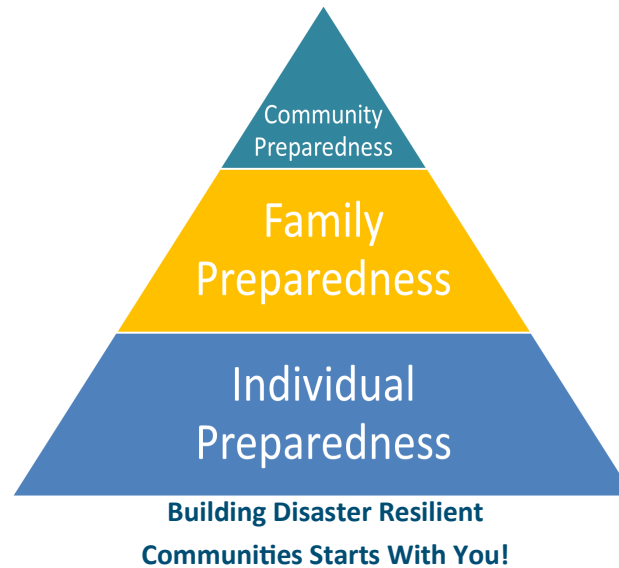 Community
Preparedness
Family
Preparedness
Individual
Preparedness
Building Disaster Resilient
Communities Starts With You!